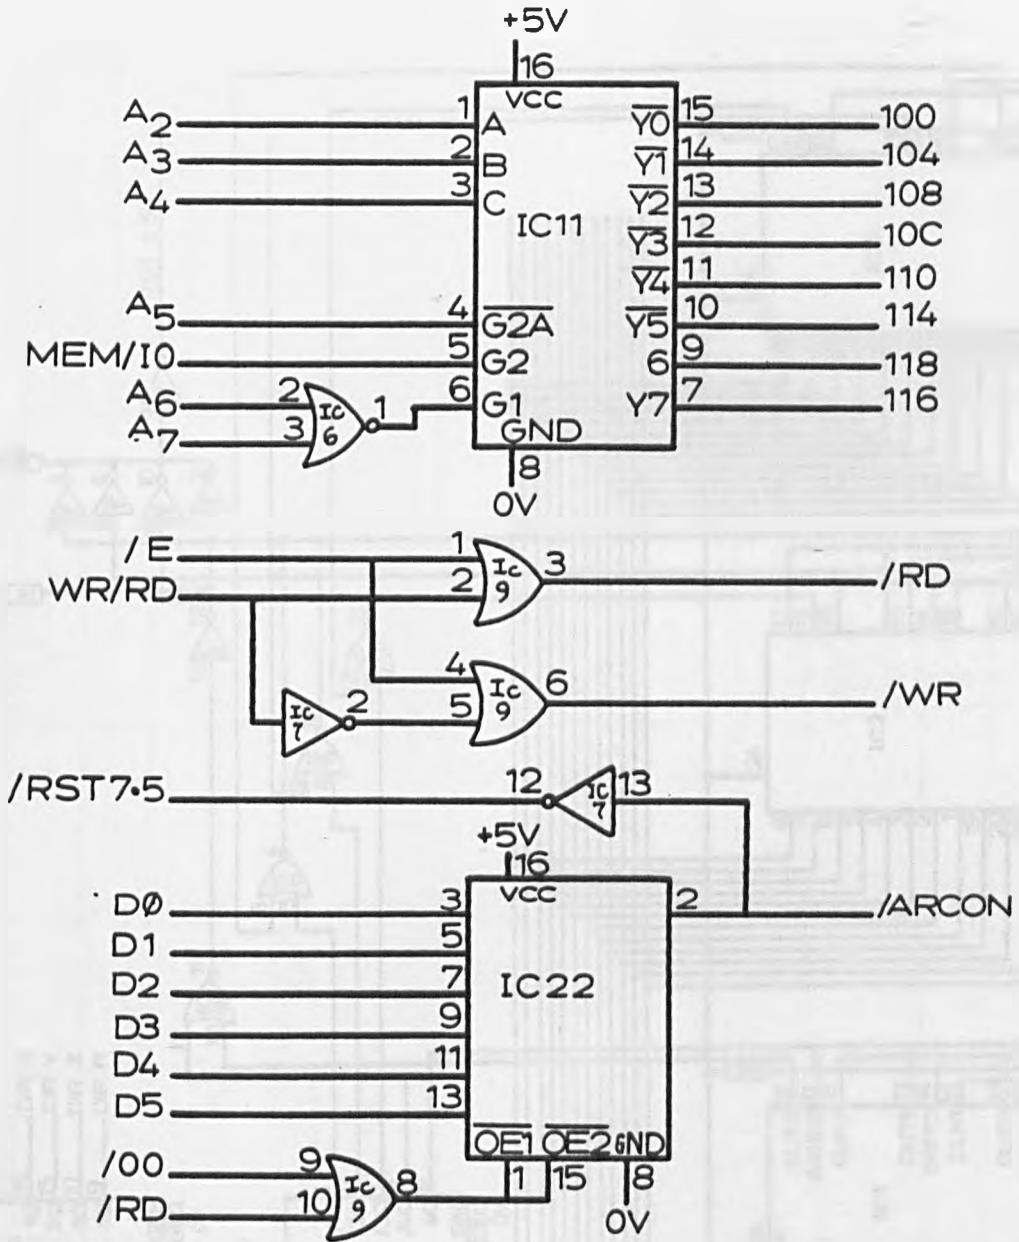 +5V
16
VCC
A2 1 A Y0 15 100
A3 2 B Y1 14 104
A4 3 C Y2 13 108
IC11
Y3 12 10C
Y4 11 110
A5 4 G2A Y5 10 114
MEM/IO 5 G2 6 9 118
A6 2 IC 6 1 6 G1 Y7 7 116
A7 3
GND
8
0V
/E 1 IC 9 3 /RD
WR/RD 2
4 IC 9 6 /WR
IC 7 2 5
/RST7.5 12 IC 7 13
+5V
16
VCC
DØ 3 2 /ARCON
D1 5
D2 7 IC22
D3 9
D4 11
D5 13
OE1 OE2 GND
/00 9 IC 9 8 1 15 8
/RD 10
0V